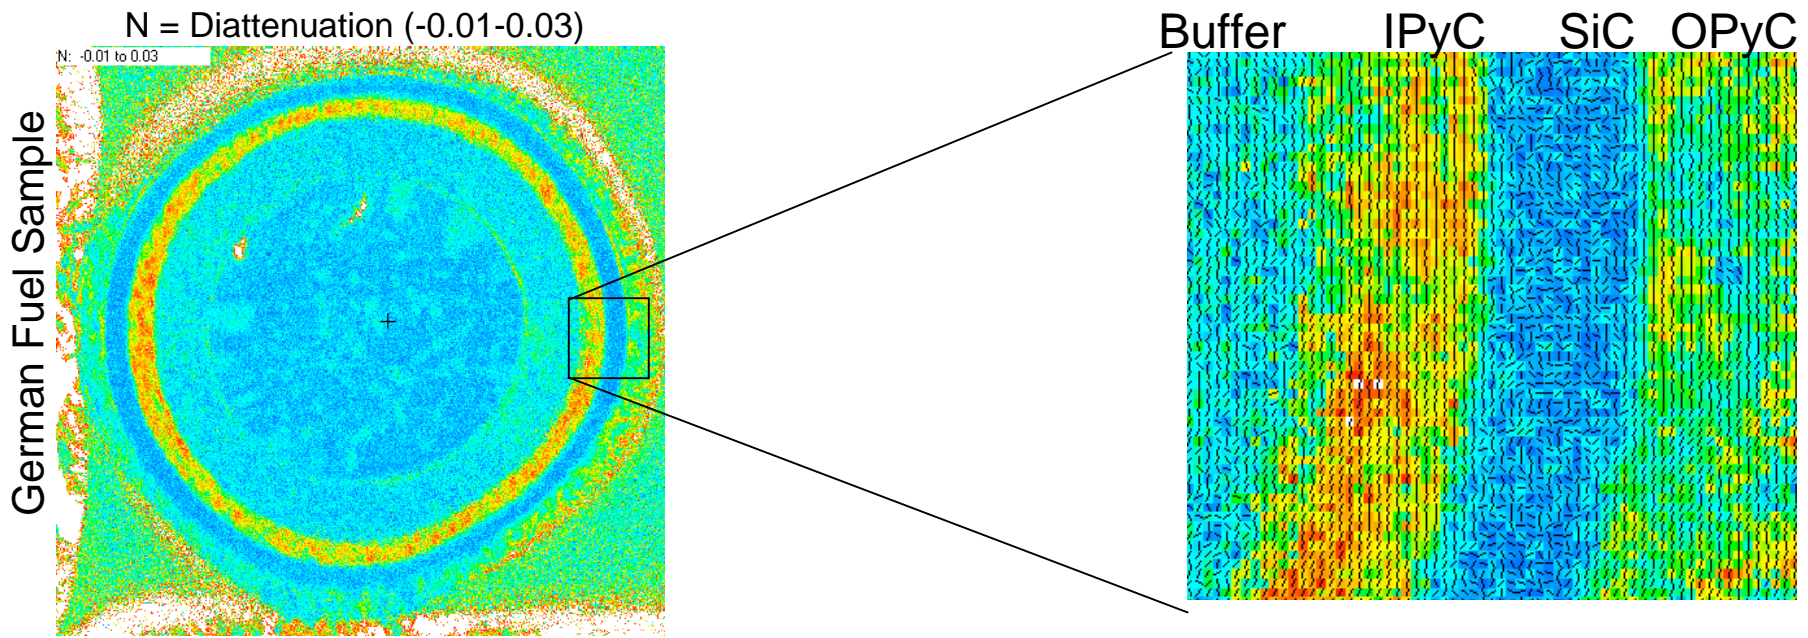 N = Diattenuation (-0.01-0.03)
N: -0.01 to 0.03
German Fuel Sample
Buffer IPyC SiC OPyC